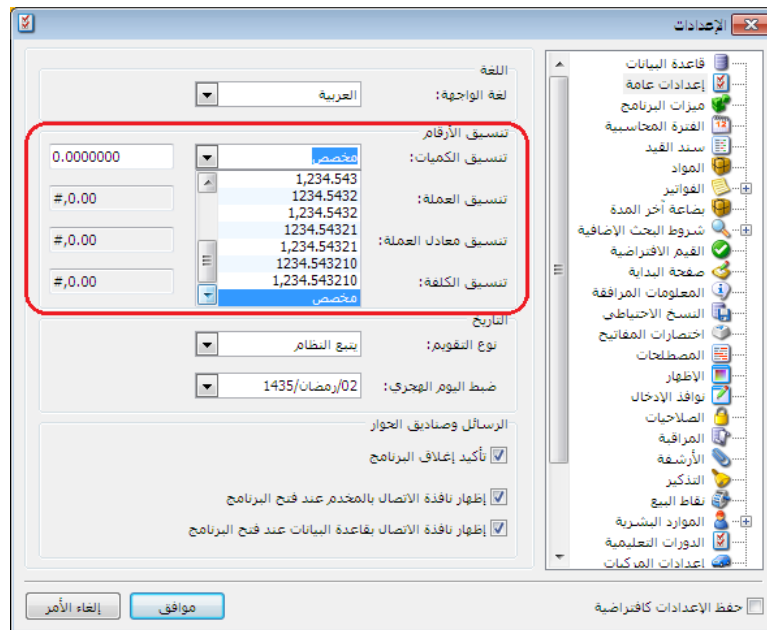 الإعدادات
قاعدة البيانات
إعدادات عامة
ميزات البرنامج
الفترة المحاسبية
سند القيد
المواد
الفواتير
بضاعة آخر المدة
شروط البحث الإضافية
القيم الافتراضية
صفحة البداية
المعلومات المرافقة
النسخ الاحتياطي
اختصارات المفاتيح
المصطلحات
الإظهار
نوافذ الإدخال
الصلاحيات
المراقبة
الأرشفة
التذكير
نقاط البيع
الموارد البشرية
الدورات التعليمية
إعدادات المركبات
اللغة
لغة الواجهة: العربية
تنسيق الأرقام
تنسيق الكميات: مخصص 0.0000000
1,234.543
1234.5432
تنسيق العملة: #,0.00
1,234.5432
1234.54321
تنسيق معادل العملة: #,0.00
1,234.54321
1234.543210
تنسيق الكلفة: #,0.00
1,234.543210
مخصص
التاريخ
نوع التقويم: يتبع النظام
ضبط اليوم الهجري: 02/رمضان/1435
الرسائل وصناديق الحوار
تأكيد إغلاق البرنامج
إظهار نافذة الاتصال بالمخدم عند فتح البرنامج
إظهار نافذة الاتصال بقاعدة البيانات عند فتح البرنامج
حفظ الإعدادات كافتراضية
موافق
إلغاء الأمر